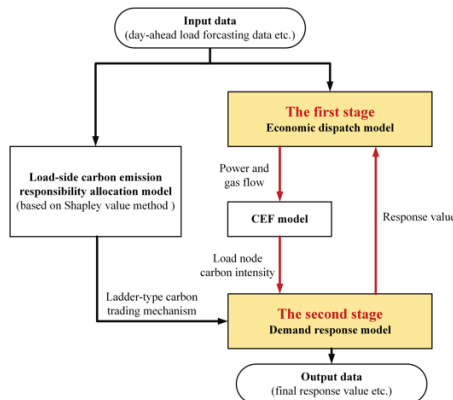 Input data
(day-ahead load forcasting data etc.)
The first stage
Economic dispatch model
Load-side carbon emission
responsibility allocation model
(based on Shapley value method )
Power and
gas flow
CEF model
Response value
Load node
carbon intensity
Ladder-type carbon
trading mechanism
The second stage
Demand response model
Output data
(final response value etc.)